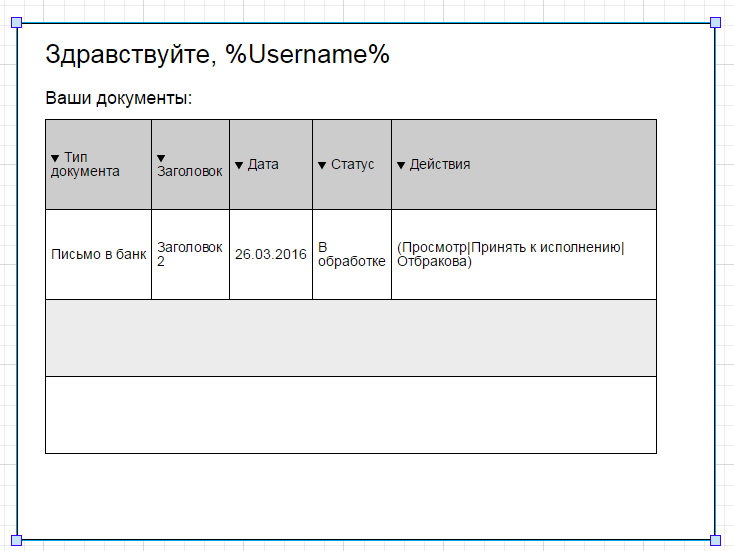 Здравствуйте, %Username%
Ваши документы:
▼ Тип
документа
▼
Заголовок
▼ Дата
▼ Статус
▼ Действия
Письмо в банк
Заголовок
2
26.03.2016
В
обработке
(Просмотр|Принять к исполнению|
Отбракова)